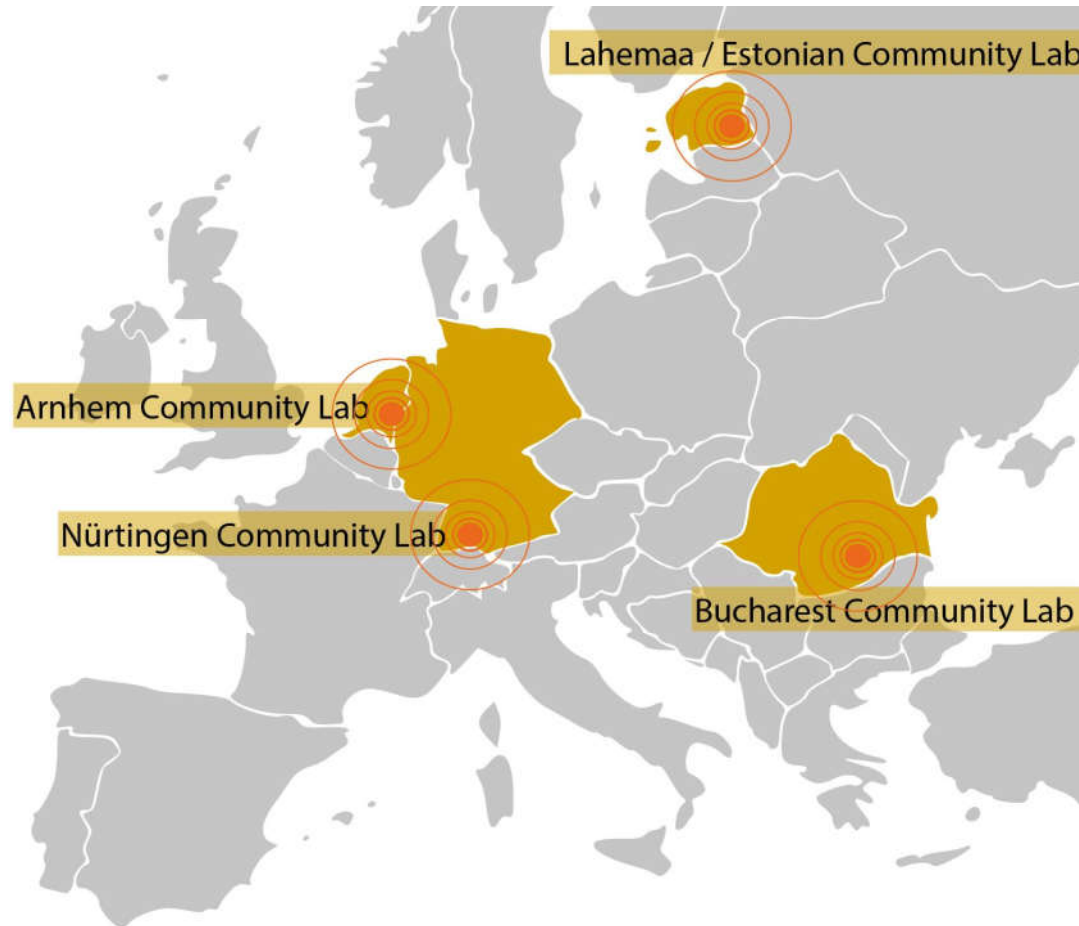 Lahemaa / Estonian Community Lab
Arnhem Community Lab
Nürtingen Community Lab
Bucharest Community Lab